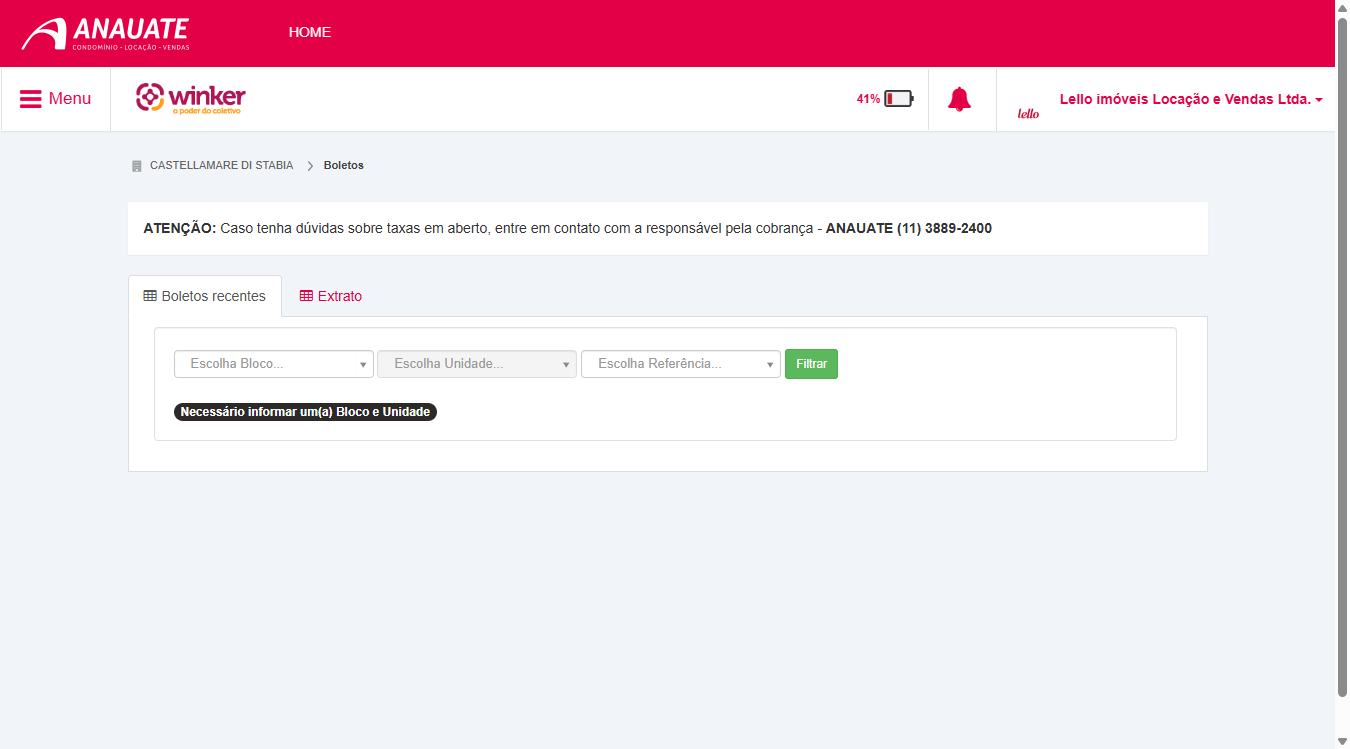 ANAUATE
CONDOMÍNIO - LOCAÇÃO - VENDAS
HOME
Menu
winker
o poder do coletivo
41%
lello
Lello imóveis Locação e Vendas Ltda.
CASTELLAMARE DI STABIA
Boletos
ATENÇÃO: Caso tenha dúvidas sobre taxas em aberto, entre em contato com a responsável pela cobrança - ANAUATE (11) 3889-2400
Boletos recentes
Extrato
Escolha Bloco...
Escolha Unidade...
Escolha Referência...
Filtrar
Necessário informar um(a) Bloco e Unidade